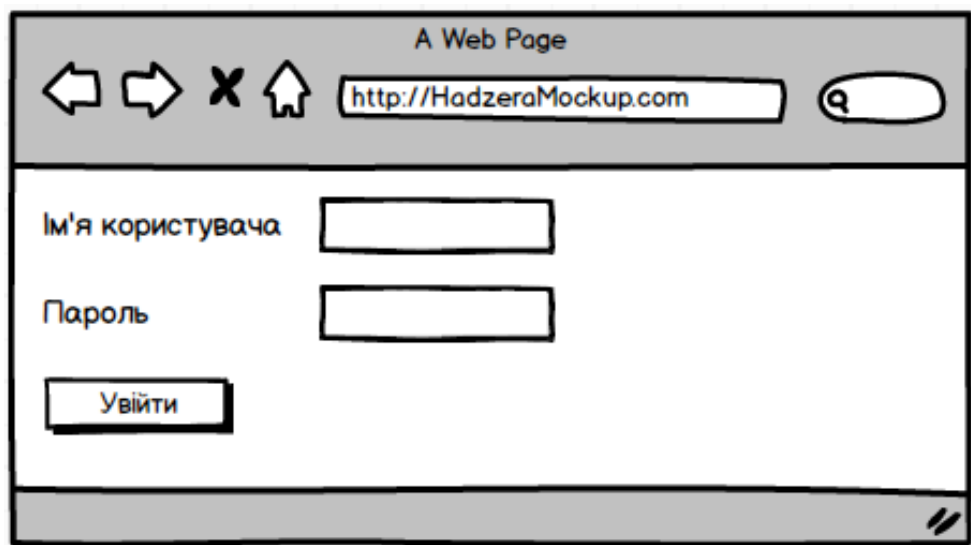 A Web Page
http://HadzeraMockup.com
Ім'я користувача
Пароль
Увійти